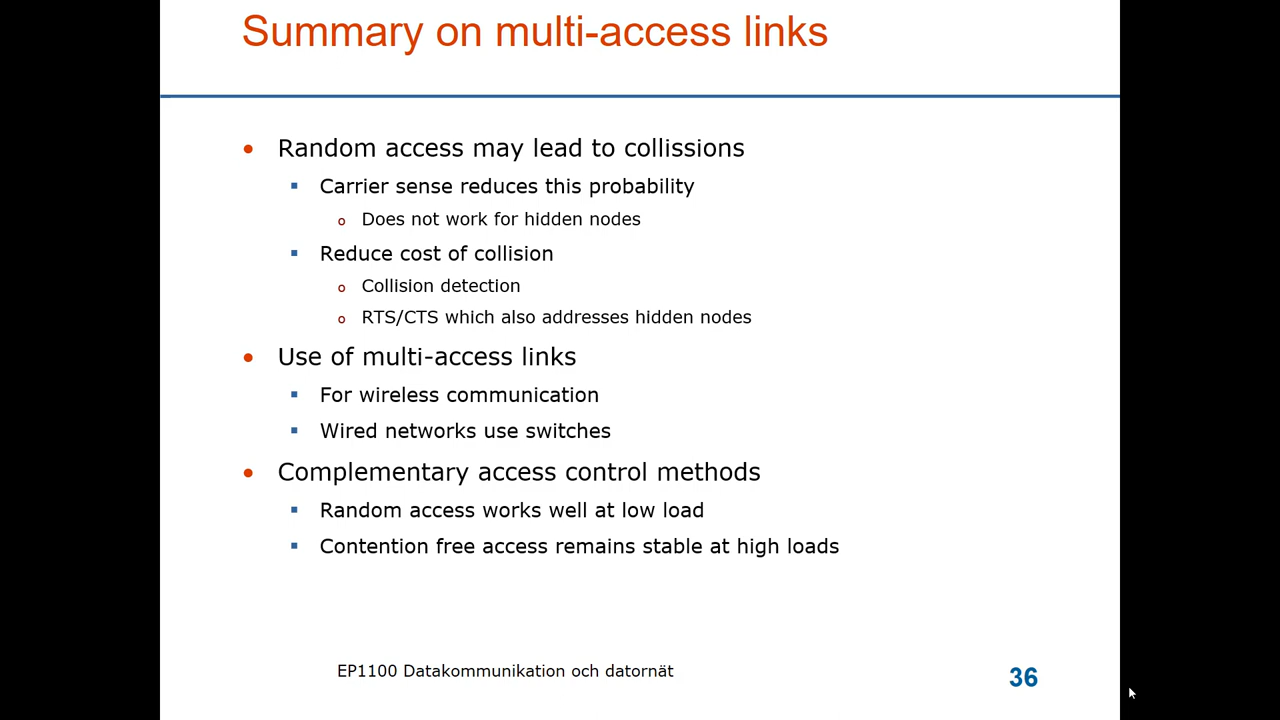 Summary on multi-access links
Random access may lead to collissions
Carrier sense reduces this probability
Does not work for hidden nodes
Reduce cost of collision
Collision detection
RTS/CTS which also addresses hidden nodes
Use of multi-access links
For wireless communication
Wired networks use switches
Complementary access control methods
Random access works well at low load
Contention free access remains stable at high loads
EP1100 Datakommunikation och datornät
36